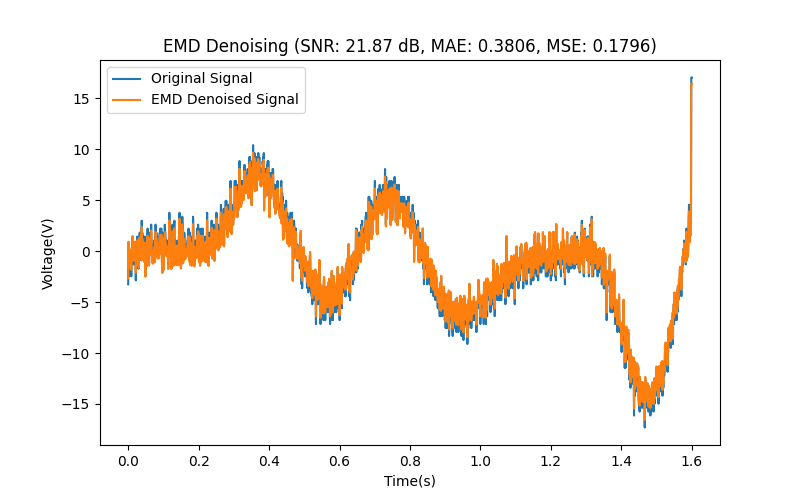 EMD Denoising (SNR: 21.87 dB, MAE: 0.3806, MSE: 0.1796)
Original Signal
EMD Denoised Signal
15
10
5
0
−5
−10
−15
Voltage(V)
0.0 0.2 0.4 0.6 0.8 1.0 1.2 1.4 1.6
Time(s)